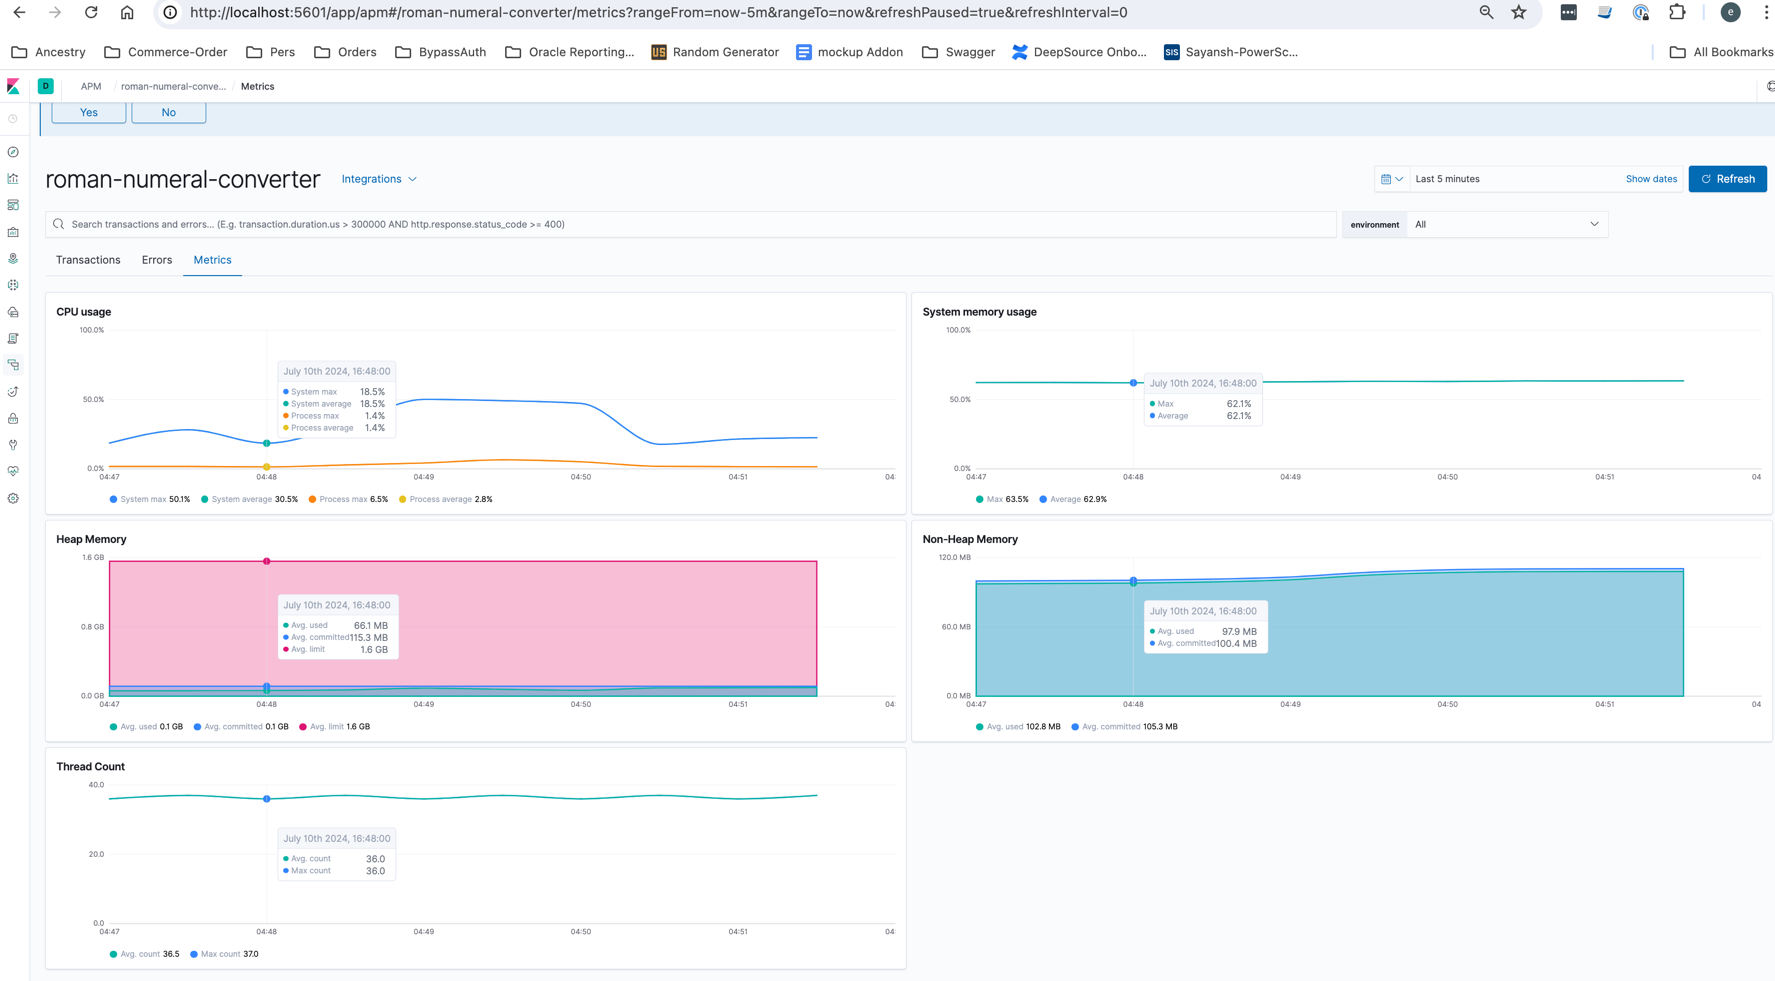 http://localhost:5601/app/apm#/roman-numeral-converter/metrics?rangeFrom=now-5m&rangeTo=now&refreshPaused=true&refreshInterval=0
e
Ancestry Commerce-Order Pers Orders BypassAuth Oracle Reporting... US Random Generator mockup Addon Swagger DeepSource Onbo... SIS Sayansh-PowerSc... All Bookmarks
D APM / roman-numeral-conve... / Metrics
Yes No
roman-numeral-converter Integrations Last 5 minutes Show dates Refresh
Search transactions and errors... (E.g. transaction.duration.us > 300000 AND http.response.status_code >= 400) environment All
Transactions Errors Metrics
CPU usage
100.0%
50.0%
0.0%
July 10th 2024, 16:48:00
System max 18.5%
System average 18.5%
Process max 1.4%
Process average 1.4%
04:47 04:48 04:49 04:50 04:51 04:
System max 50.1% System average 30.5% Process max 6.5% Process average 2.8%
System memory usage
100.0%
50.0%
0.0%
July 10th 2024, 16:48:00
Max 62.1%
Average 62.1%
04:47 04:48 04:49 04:50 04:51 04
Max 63.5% Average 62.9%
Heap Memory
1.6 GB
0.8 GB
0.0 GB
July 10th 2024, 16:48:00
Avg. used 66.1 MB
Avg. committed 115.3 MB
Avg. limit 1.6 GB
04:47 04:48 04:49 04:50 04:51 04:
Avg. used 0.1 GB Avg. committed 0.1 GB Avg. limit 1.6 GB
Non-Heap Memory
120.0 MB
60.0 MB
0.0 MB
July 10th 2024, 16:48:00
Avg. used 97.9 MB
Avg. committed 100.4 MB
04:47 04:48 04:49 04:50 04:51 04
Avg. used 102.8 MB Avg. committed 105.3 MB
Thread Count
40.0
20.0
0.0
July 10th 2024, 16:48:00
Avg. count 36.0
Max count 36.0
04:47 04:48 04:49 04:50 04:51 04:
Avg. count 36.5 Max count 37.0